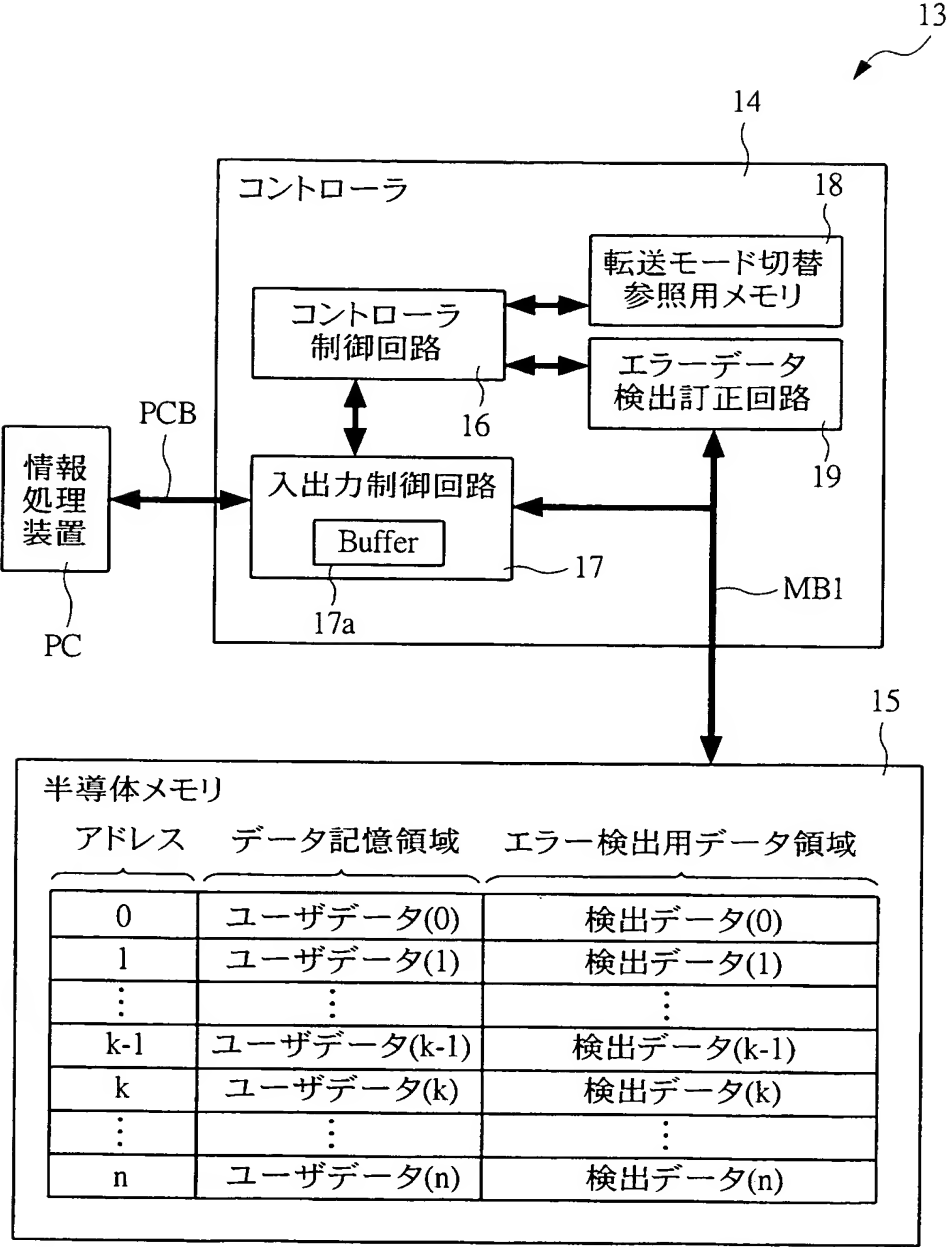 13
14
コントローラ
18
転送モード切替
参照用メモリ
コントローラ
制御回路
16
エラーデータ
検出訂正回路
19
PCB
情報
処理
装置
PC
入出力制御回路
Buffer
17
17a
MB1
15
半導体メモリ
アドレス データ記憶領域 エラー検出用データ領域
0 ユーザデータ(0) 検出データ(0)
1 ユーザデータ(1) 検出データ(1)
⋮ ⋮ ⋮
k-1 ユーザデータ(k-1) 検出データ(k-1)
k ユーザデータ(k) 検出データ(k)
⋮ ⋮ ⋮
n ユーザデータ(n) 検出データ(n)